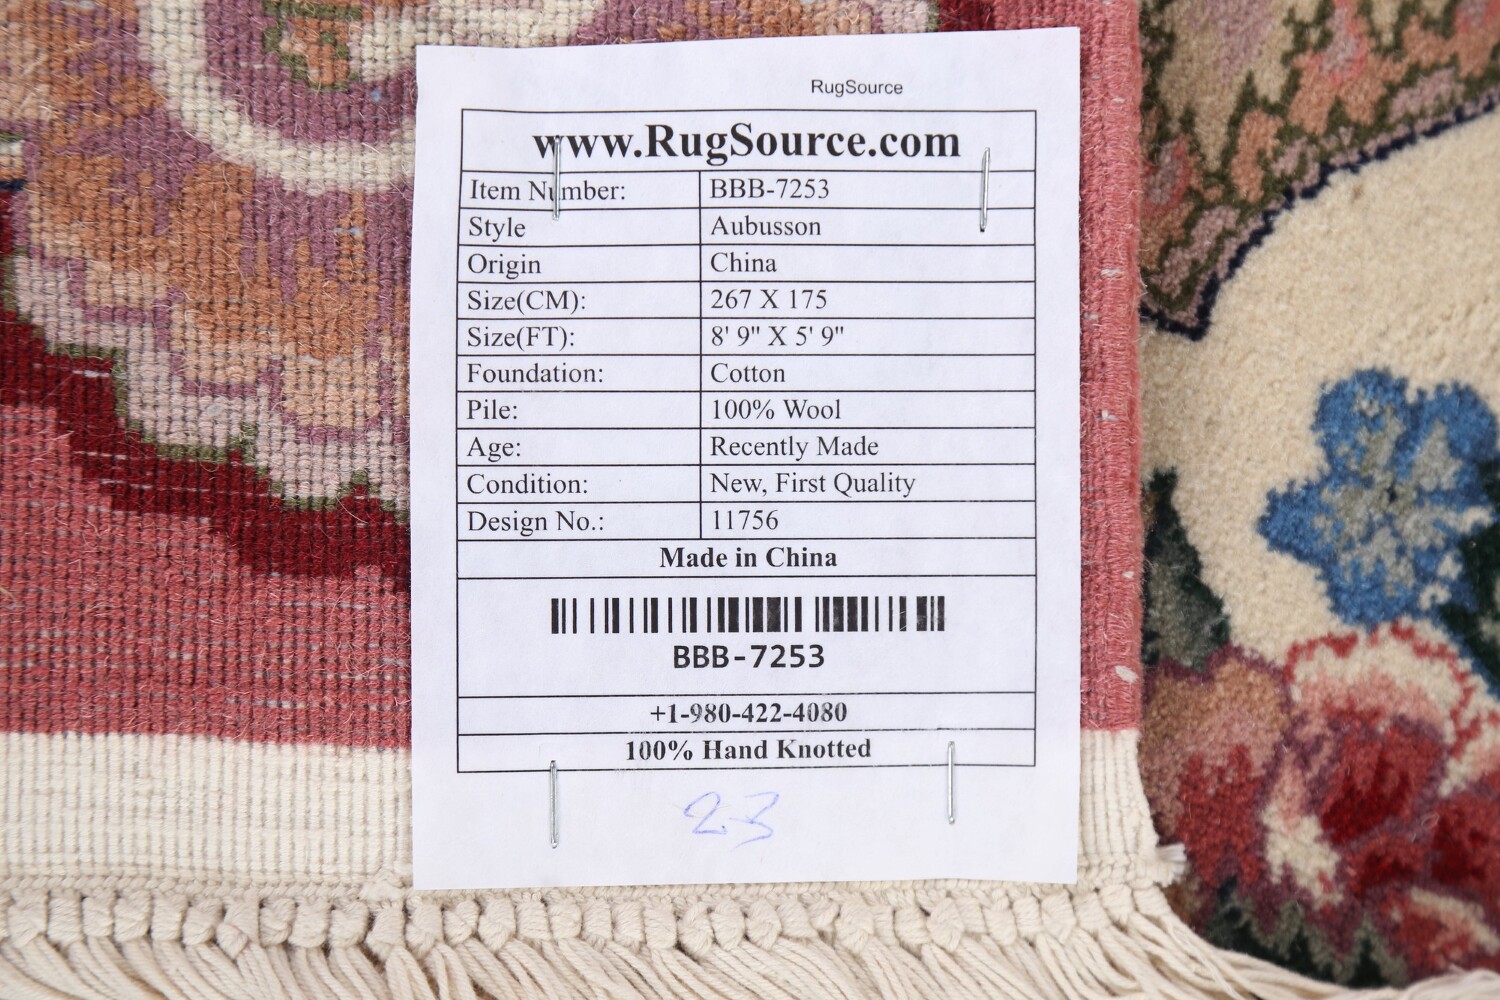 RugSource
www.RugSource.com
Item Number: BBB-7253
Style Aubusson
Origin China
Size(CM): 267 X 175
Size(FT): 8' 9" X 5' 9"
Foundation: Cotton
Pile: 100% Wool
Age: Recently Made
Condition: New, First Quality
Design No.: 11756
Made in China
BBB-7253
+1-980-422-4080
100% Hand Knotted
23